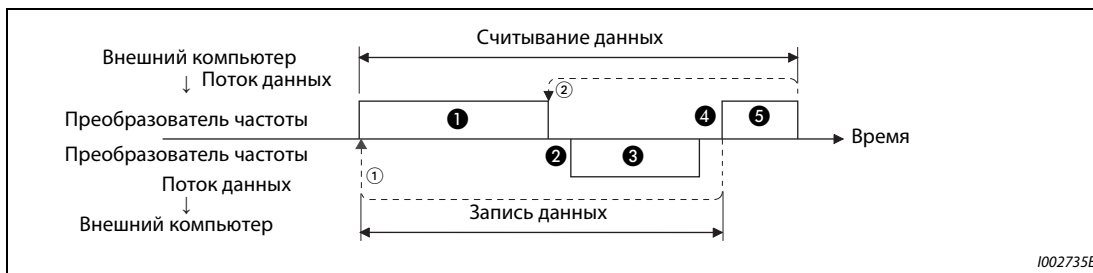 Считывание данных
Внешний компьютер
↓ Поток данных
②
Преобразователь частоты
❶ ❹ ❺
Время
Преобразователь частоты
❷ ❸
①
Поток данных
↓
Запись данных
Внешний компьютер
I002735E